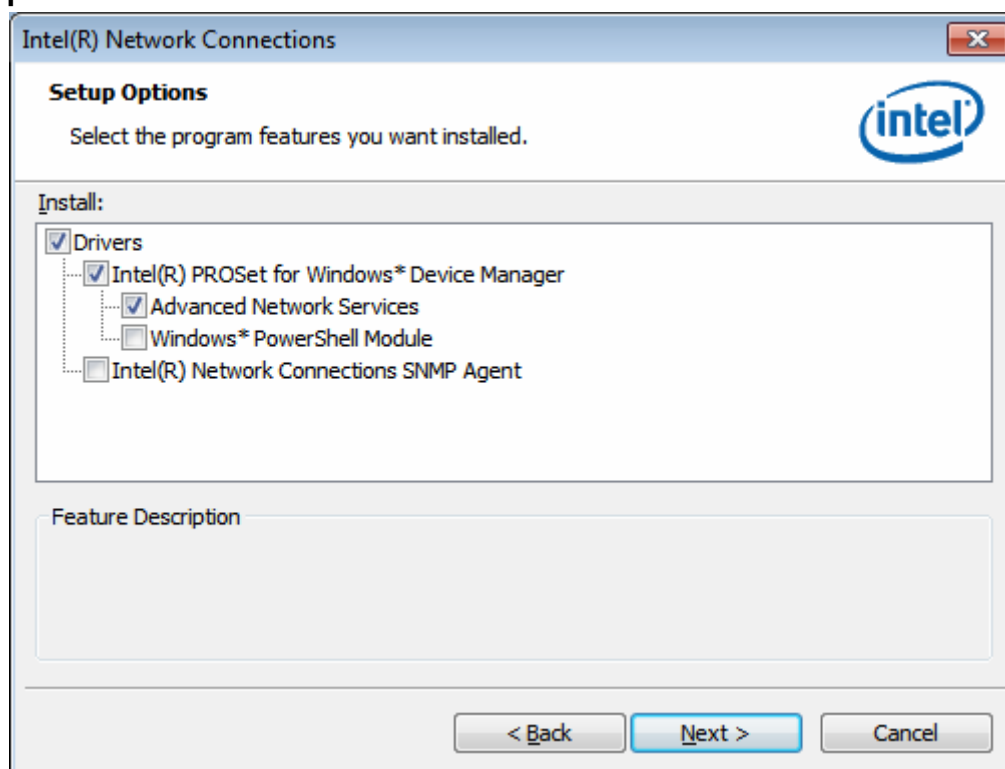 Intel(R) Network Connections
Setup Options
Select the program features you want installed.
intel
Install:
Drivers
Intel(R) PROSet for Windows* Device Manager
Advanced Network Services
Windows* PowerShell Module
Intel(R) Network Connections SNMP Agent
Feature Description
< Back Next > Cancel